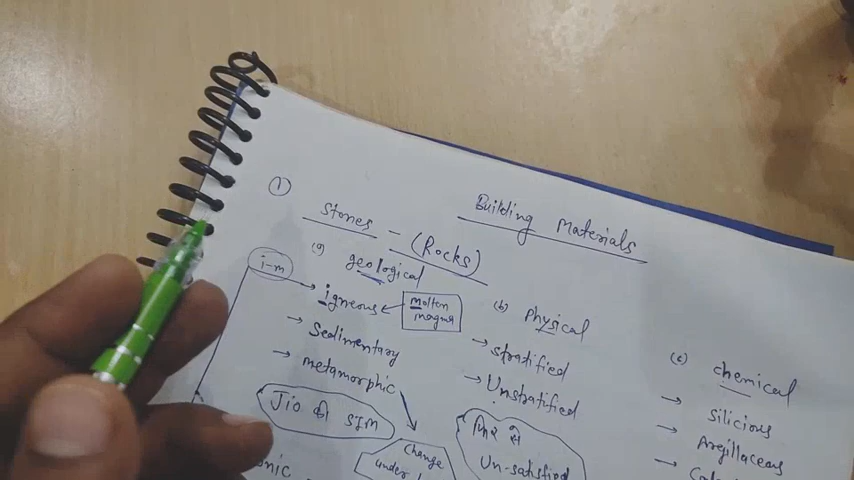 Building Materials
① Stones - (Rocks)
(a) geological
i-m → igneous ← molten magma
→ Sedimentary
→ metamorphic
Jio की SIM
change
under
(b) Physical
→ stratified
→ Unstratified
फिर से
Un-satisfied
(c) chemical
→ Silicious
→ Argillaceous
→